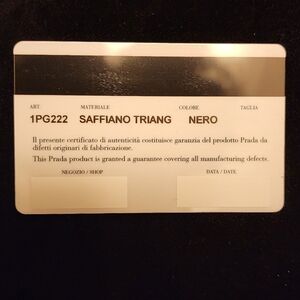 ART. MATERIALE COLORE TAGLIA
1PG222 SAFFIANO TRIANG NERO
Il presente certificato di autenticità costituisce garanzia del prodotto Prada da
difetti originari di fabbricazione.
This Prada product is granted a guarantee covering all manufacturing defects.
NEGOZIO / SHOP DATA / DATE